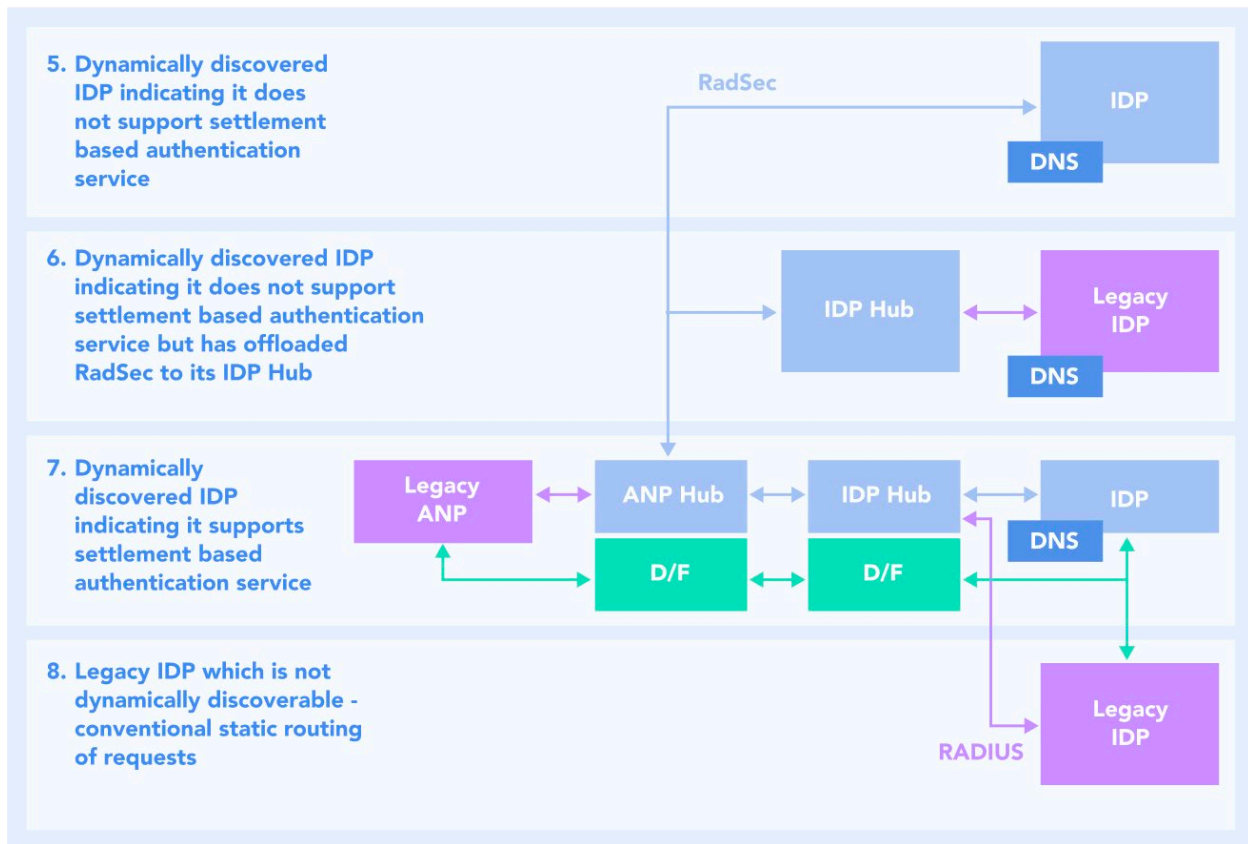 5. Dynamically discovered
IDP indicating it does
not support settlement
based authentication
service
RadSec
IDP
DNS
6. Dynamically discovered IDP
indicating it does not support
settlement based authentication
service but has offloaded
RadSec to its IDP Hub
IDP Hub
Legacy
IDP
DNS
7. Dynamically
discovered IDP
indicating it supports
settlement based
authentication service
Legacy
ANP
ANP Hub
IDP Hub
IDP
DNS
D/F
D/F
8. Legacy IDP which is not
dynamically discoverable -
conventional static routing
of requests
RADIUS
Legacy
IDP